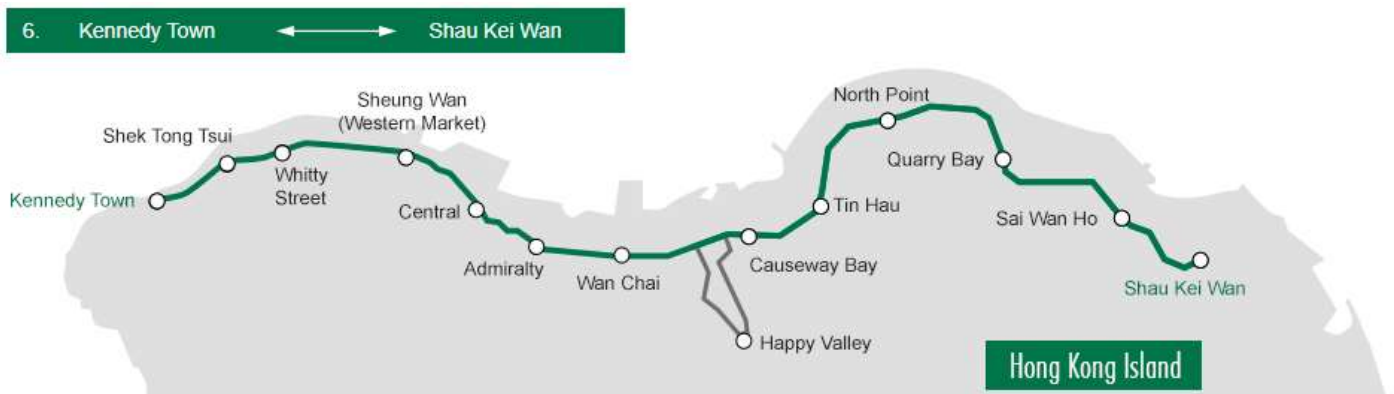 6. Kennedy Town Shau Kei Wan
Sheung Wan
(Western Market)
Shek Tong Tsui
Whitty
Street
Kennedy Town
Central
Admiralty
Wan Chai
Causeway Bay
Happy Valley
Tin Hau
North Point
Quarry Bay
Sai Wan Ho
Shau Kei Wan
Hong Kong Island